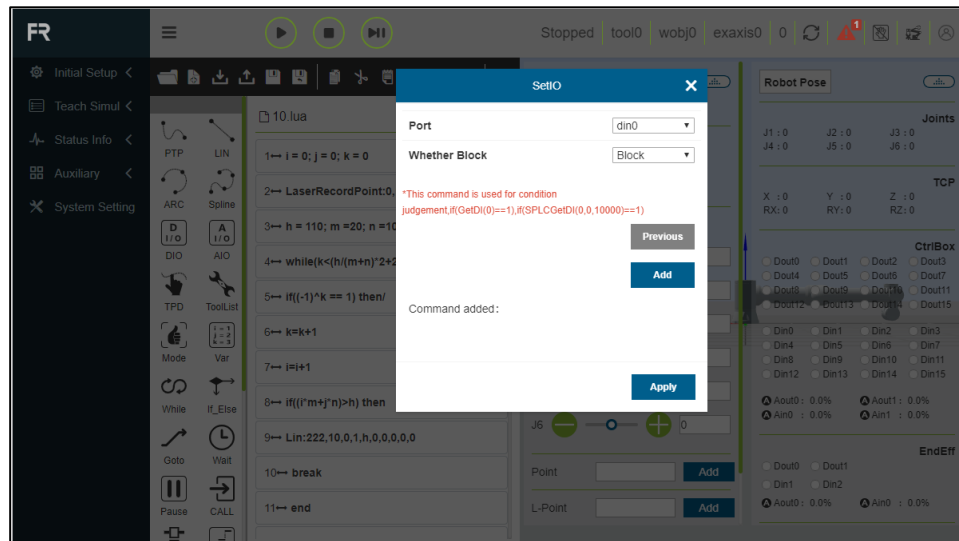 FR
Stopped tool0 wobj0 exaxis0 0 1
Initial Setup
Teach Simul
Status Info
Auxiliary
System Setting
PTP LIN
ARC Spline
D I/O A I/O
DIO AIO
TPD ToolList
i = 1
j = 2
k = 3
Mode Var
While If_Else
Goto Wait
Pause CALL
10.lua
1 i = 0; j = 0; k = 0
2 LaserRecordPoint:0,
3 h = 110; m =20; n =10
4 while(k<(h/(m+n)*2+2
5 if((-1)^k == 1) then/
6 k=k+1
7 i=i+1
8 if((i*m+j*n)>h) then
9 Lin:222,10,0,1,h,0,0,0,0,0
10 break
11 end
SetIO
Port din0
Whether Block Block
*This command is used for condition
judgement,if(GetDI(0)==1),if(SPLCGetDI(0,0,10000)==1)
Previous
Add
Command added:
Apply
J6 0
Point Add
L-Point Add
Robot Pose
Joints
J1 : 0 J2 : 0 J3 : 0
J4 : 0 J5 : 0 J6 : 0
TCP
X : 0 Y : 0 Z : 0
RX: 0 RY: 0 RZ: 0
CtrlBox
Dout0 Dout1 Dout2 Dout3
Dout4 Dout5 Dout6 Dout7
Dout8 Dout9 Dout10 Dout11
Dout12 Dout13 Dout14 Dout15
Din0 Din1 Din2 Din3
Din4 Din5 Din6 Din7
Din8 Din9 Din10 Din11
Din12 Din13 Din14 Din15
A Aout0 : 0.0% A Aout1 : 0.0%
A Ain0 : 0.0% A Ain1 : 0.0%
EndEff
Dout0 Dout1
Din1 Din2
A Aout0 : 0.0% A Ain0 : 0.0%